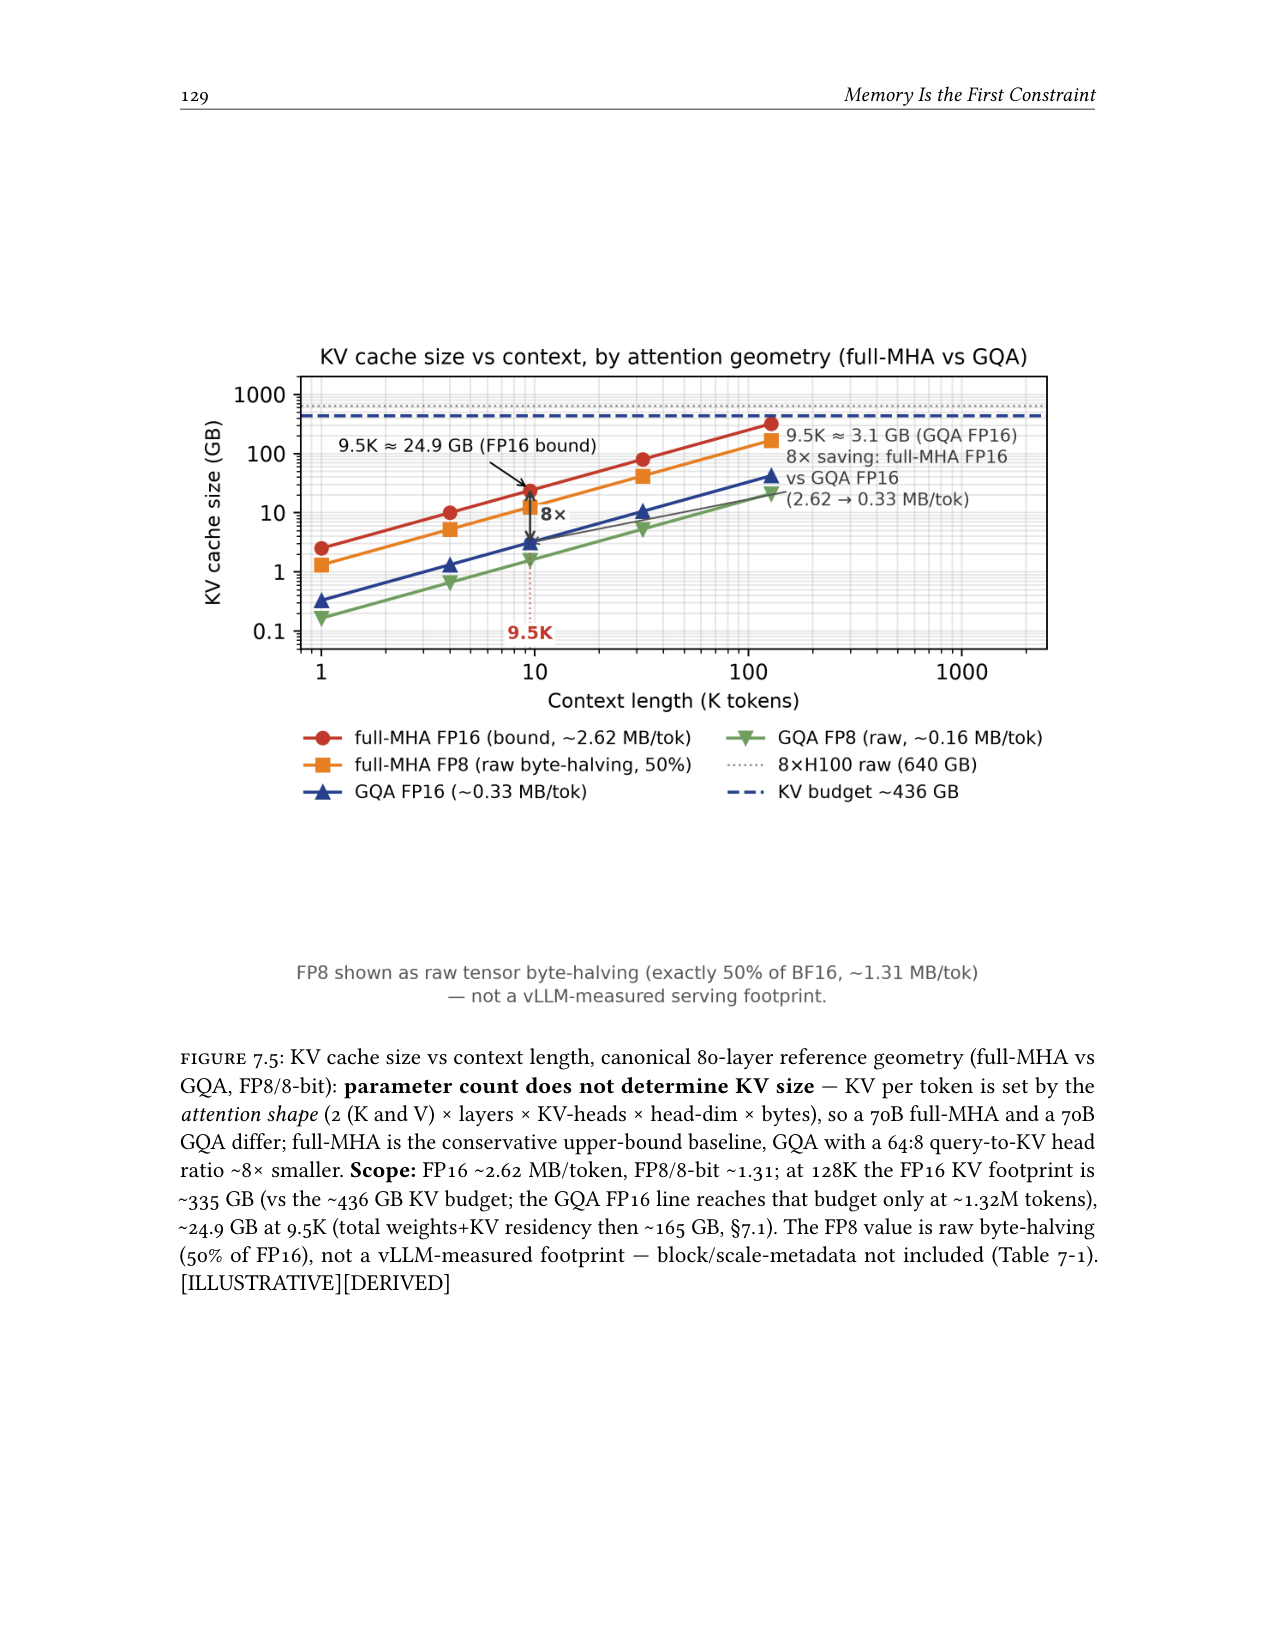 129 Memory Is the First Constraint
KV cache size vs context, by attention geometry (full-MHA vs GQA)
KV cache size (GB)
1000
100
10
1
0.1
9.5K ≈ 24.9 GB (FP16 bound)
9.5K ≈ 3.1 GB (GQA FP16)
8× saving: full-MHA FP16
vs GQA FP16
(2.62 → 0.33 MB/tok)
8×
9.5K
1 10 100 1000
Context length (K tokens)
full-MHA FP16 (bound, ~2.62 MB/tok)
full-MHA FP8 (raw byte-halving, 50%)
GQA FP16 (~0.33 MB/tok)
GQA FP8 (raw, ~0.16 MB/tok)
8×H100 raw (640 GB)
KV budget ~436 GB
FP8 shown as raw tensor byte-halving (exactly 50% of BF16, ~1.31 MB/tok)
— not a vLLM-measured serving footprint.
FIGURE 7.5: KV cache size vs context length, canonical 80-layer reference geometry (full-MHA vs
GQA, FP8/8-bit): parameter count does not determine KV size — KV per token is set by the
attention shape (2 (K and V) × layers × KV-heads × head-dim × bytes), so a 70B full-MHA and a 70B
GQA differ; full-MHA is the conservative upper-bound baseline, GQA with a 64:8 query-to-KV head
ratio ~8× smaller. Scope: FP16 ~2.62 MB/token, FP8/8-bit ~1.31; at 128K the FP16 KV footprint is
~335 GB (vs the ~436 GB KV budget; the GQA FP16 line reaches that budget only at ~1.32M tokens),
~24.9 GB at 9.5K (total weights+KV residency then ~165 GB, §7.1). The FP8 value is raw byte-halving
(50% of FP16), not a vLLM-measured footprint — block/scale-metadata not included (Table 7-1).
[ILLUSTRATIVE][DERIVED]